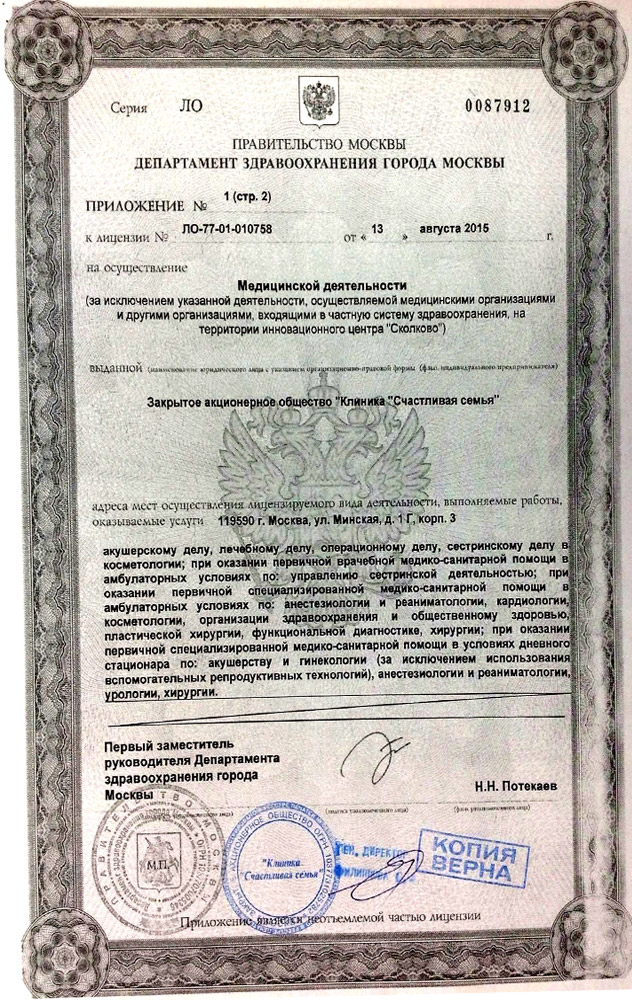 Серия ЛО 0087912
ПРАВИТЕЛЬСТВО МОСКВЫ
ДЕПАРТАМЕНТ ЗДРАВООХРАНЕНИЯ ГОРОДА МОСКВЫ
ПРИЛОЖЕНИЕ № 1 (стр. 2)
к лицензии № ЛО-77-01-010758 от « 13 » августа 2015 г.
на осуществление
Медицинской деятельности
(за исключением указанной деятельности, осуществляемой медицинскими организациями
и другими организациями, входящими в частную систему здравоохранения, на
территории инновационного центра "Сколково")
выданной (наименование юридического лица с указанием организационно-правовой формы (ф.и.о. индивидуального предпринимателя)
Закрытое акционерное общество "Клиника "Счастливая семья"
адреса мест осуществления лицензируемого вида деятельности, выполняемые работы,
оказываемые услуги 119590 г. Москва, ул. Минская, д. 1 Г, корп. 3
акушерскому делу, лечебному делу, операционному делу, сестринскому делу в
косметологии; при оказании первичной врачебной медико-санитарной помощи в
амбулаторных условиях по: управлению сестринской деятельностью; при
оказании первичной специализированной медико-санитарной помощи в
амбулаторных условиях по: анестезиологии и реаниматологии, кардиологии,
косметологии, организации здравоохранения и общественному здоровью,
пластической хирургии, функциональной диагностике, хирургии; при оказании
первичной специализированной медико-санитарной помощи в условиях дневного
стационара по: акушерству и гинекологии (за исключением использования
вспомогательных репродуктивных технологий), анестезиологии и реаниматологии,
урологии, хирургии.
Первый заместитель
руководителя Департамента
здравоохранения города
Москвы Н.Н. Потекаев
(подпись уполномоченного лица) (ф.и.о. уполномоченного лица)
ПРАВИТЕЛЬСТВО МОСКВЫ
М.П.
АКЦИОНЕРНОЕ ОБЩЕСТВО
"Клиника
"Счастливая семья"
ГЕН. ДИРЕКТОР
КОПИЯ
ВЕРНА
Приложение является неотъемлемой частью лицензии